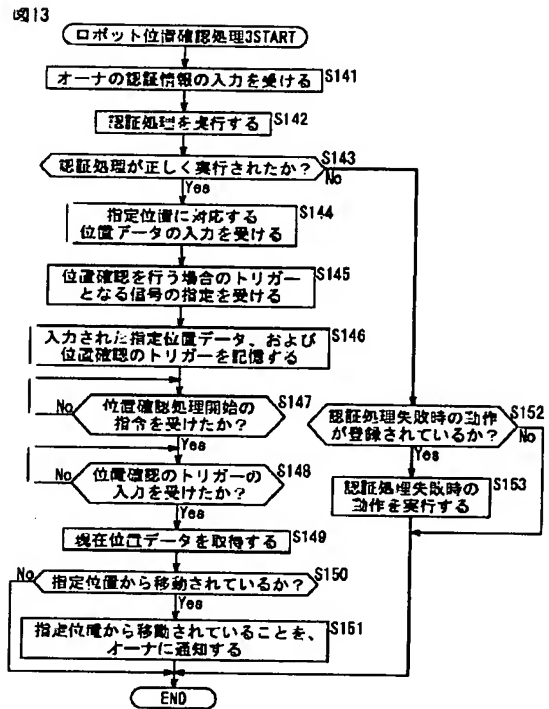 図13
ロボット位置確認処理3START
オーナの認証情報の入力を受ける
S141
認証処理を実行する
S142
認証処理が正しく実行されたか?
S143
No
Yes
指定位置に対応する
位置データの入力を受ける
S144
位置確認を行う場合のトリガー
となる信号の指定を受ける
S145
入力された指定位置データ、および
位置確認のトリガーを記憶する
S146
位置確認処理開始の
指令を受けたか?
S147
No
Yes
位置確認のトリガーの
入力を受けたか?
S148
No
Yes
現在位置データを取得する
S149
指定位置から移動されているか?
S150
No
Yes
指定位置から移動されていることを、
オーナに通知する
S151
認証処理失敗時の動作
が登録されているか?
S152
No
Yes
認証処理失敗時の
動作を実行する
S153
END